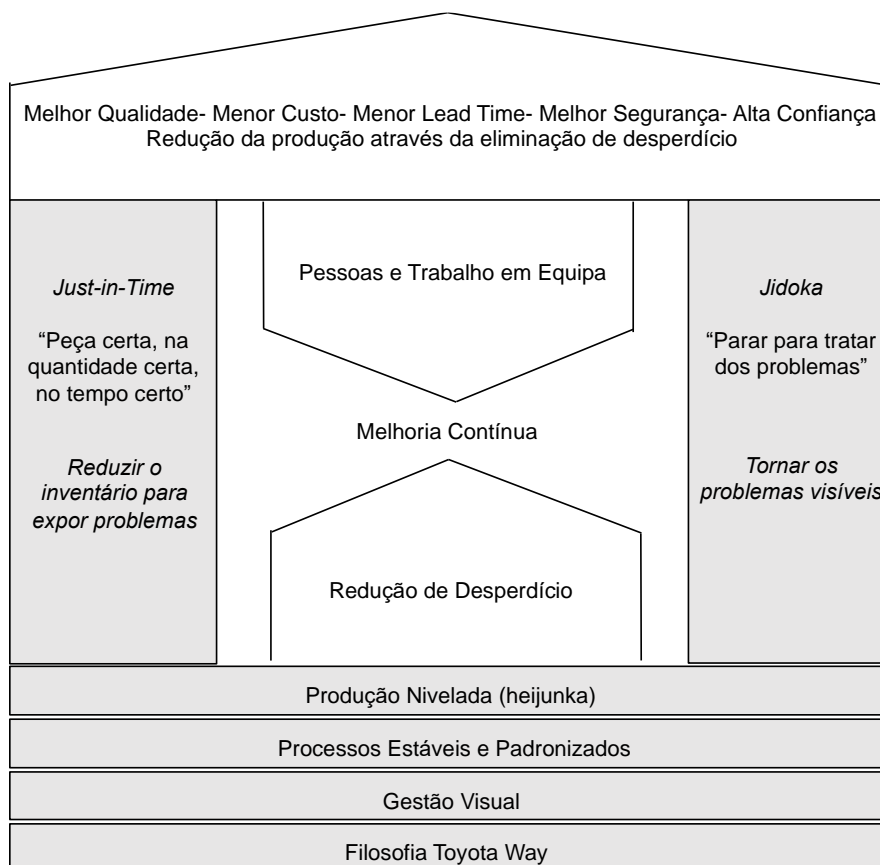 Melhor Qualidade- Menor Custo- Menor Lead Time- Melhor Segurança- Alta Confiança
Redução da produção através da eliminação de desperdício
Just-in-Time
“Peça certa, na
quantidade certa,
no tempo certo”
Reduzir o
inventário para
expor problemas
Pessoas e Trabalho em Equipa
Melhoria Contínua
Redução de Desperdício
Jidoka
“Parar para tratar
dos problemas”
Tornar os
problemas visíveis
Produção Nivelada (heijunka)
Processos Estáveis e Padronizados
Gestão Visual
Filosofia Toyota Way